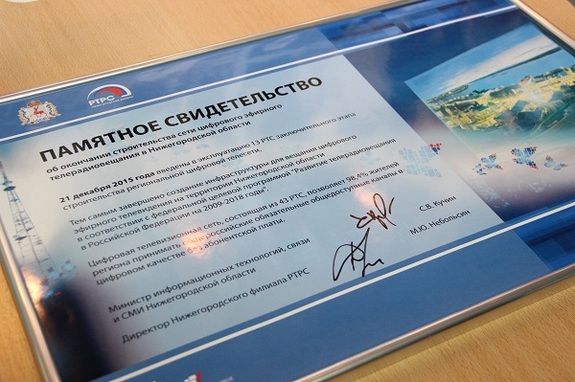 РТРС
ПАМЯТНОЕ СВИДЕТЕЛЬСТВО
об окончании строительства сети цифрового эфирного
телерадиовещания в Нижегородской области
21 декабря 2015 года введены в эксплуатацию 13 РТС заключительного этапа
строительства региональной цифровой телесети.
Тем самым завершено создание инфраструктуры для вещания цифрового
эфирного телевидения на территории Нижегородской области
в соответствии с федеральной целевой программой "Развитие телерадиовещания
в Российской Федерации на 2009-2018 годы".
Цифровая телевизионная сеть, состоящая из 43 РТС, позволяет 98.4% жителей
региона принимать всероссийские обязательные общедоступные каналы в
цифровом качестве без абонентской платы.
Министр информационных технологий, связи
и СМИ Нижегородской области
С.В. Кучин
Директор Нижегородского филиала РТРС
М.Ю. Небольсин